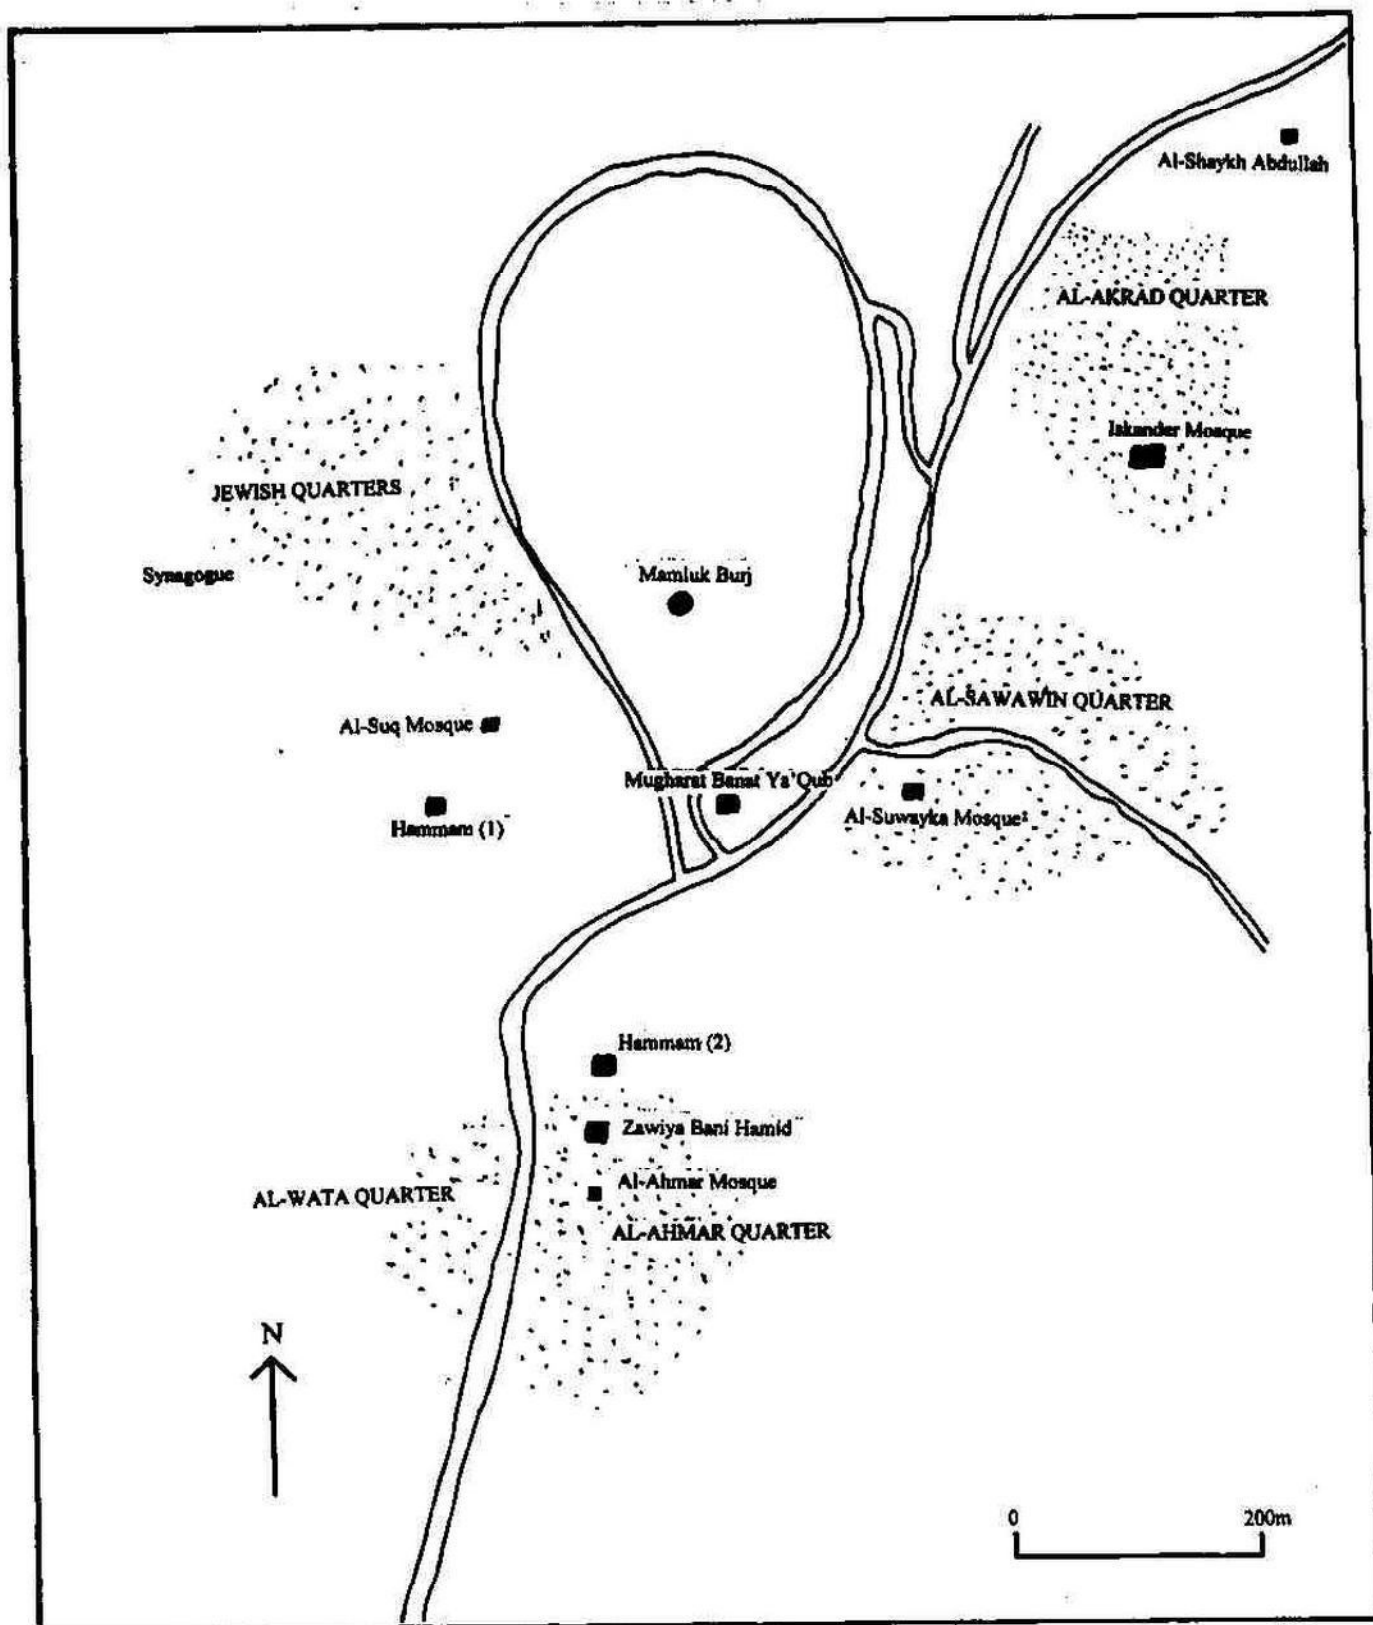 Al-Shaykh Abdullah
AL-AKRAD QUARTER
Iskander Mosque
JEWISH QUARTERS
Synagogue
Mamluk Burj
AL-SAWAWIN QUARTER
Al-Suq Mosque
Mugharat Banat Ya'Qub
Hammam (1)
Al-Suwayka Mosque
Hammam (2)
Zawiya Bani Hamid
Al-Ahmar Mosque
AL-WATA QUARTER
AL-AHMAR QUARTER
N
0 200m